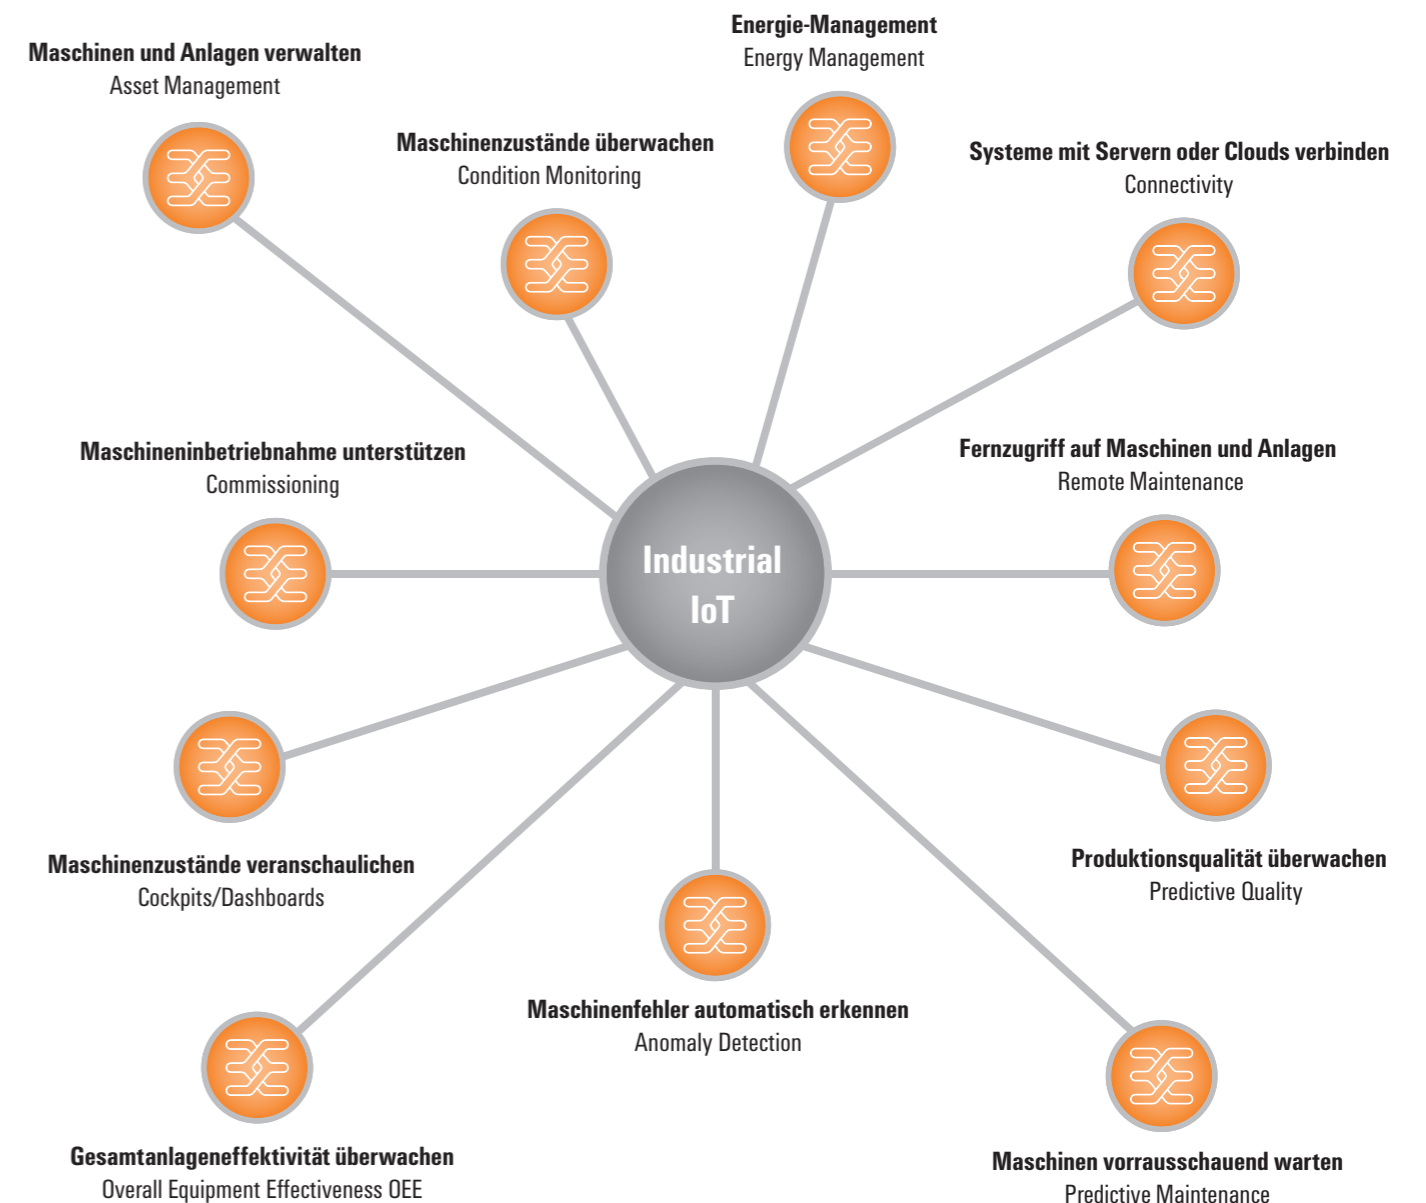 Energie-Management
Energy Management
Maschinen und Anlagen verwalten
Asset Management
Maschinenzustände überwachen
Condition Monitoring
Systeme mit Servern oder Clouds verbinden
Connectivity
Maschineninbetriebnahme unterstützen
Commissioning
Fernzugriff auf Maschinen und Anlagen
Remote Maintenance
Industrial
IoT
Maschinenzustände veranschaulichen
Cockpits/Dashboards
Produktionsqualität überwachen
Predictive Quality
Maschinenfehler automatisch erkennen
Anomaly Detection
Gesamtanlageneffektivität überwachen
Overall Equipment Effectiveness OEE
Maschinen vorrausschauend warten
Predictive Maintenance